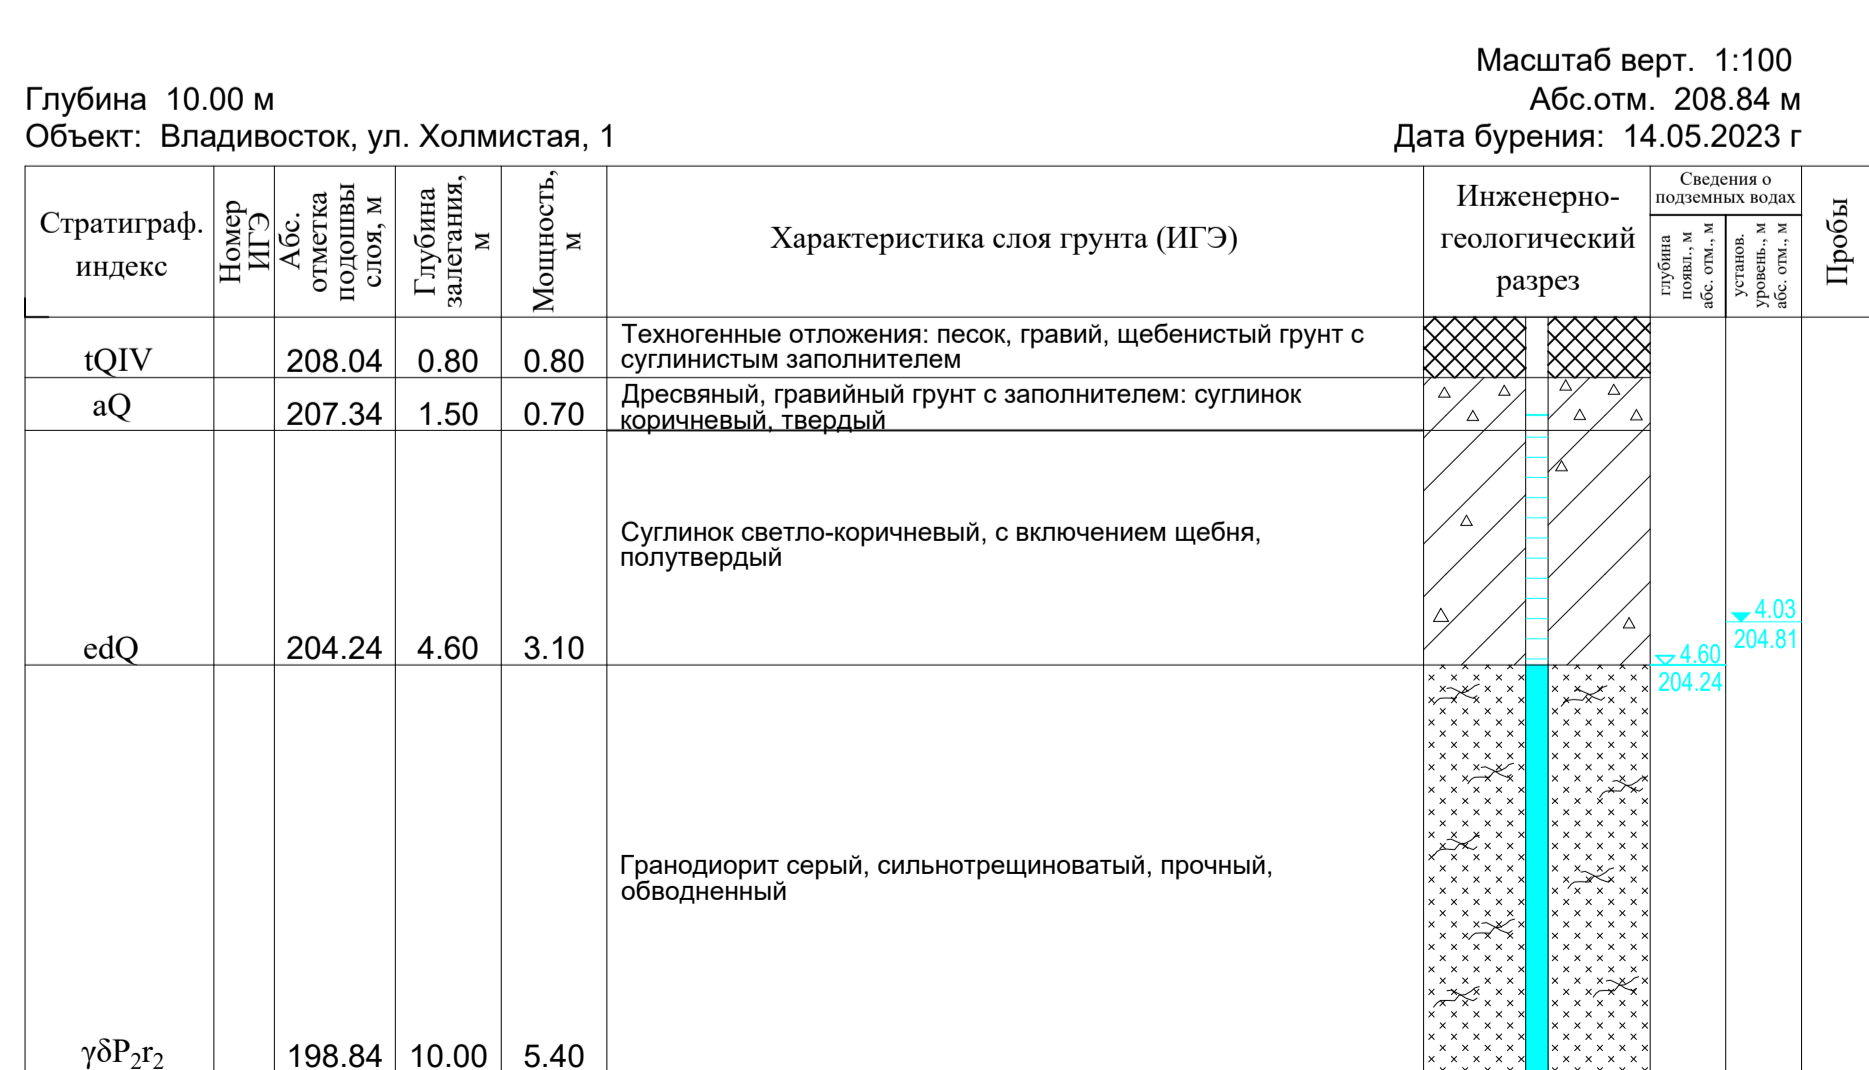 Масштаб верт. 1:100
Глубина 10.00 м
Абс.отм. 208.84 м
Объект: Владивосток, ул. Холмистая, 1
Дата бурения: 14.05.2023 г
Стратиграф.
индекс
Номер
ИГЭ
Абс.
отметка
подошвы
слоя, м
Глубина
залегания,
м
Мощность,
м
Характеристика слоя грунта (ИГЭ)
Инженерно-
геологический
разрез
Сведения о
подземных водах
глубина
появл., м
абс. отм., м
установ.
уровень., м
абс. отм., м
Пробы
tQIV 208.04 0.80 0.80
Техногенные отложения: песок, гравий, щебенистый грунт с
суглинистым заполнителем
aQ 207.34 1.50 0.70
Дресвяный, гравийный грунт с заполнителем: суглинок
коричневый, твердый
Суглинок светло-коричневый, с включением щебня,
полутвердый
edQ 204.24 4.60 3.10
4.03
204.81
4.60
204.24
Гранодиорит серый, сильнотрещиноватый, прочный,
обводненный
γδP₂r₂ 198.84 10.00 5.40